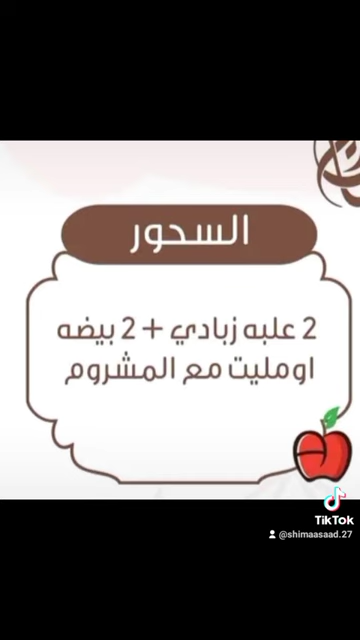 السحور
2 علبه زبادي + 2 بيضه
اومليت مع المشروم
TikTok
@shimaasaad.27